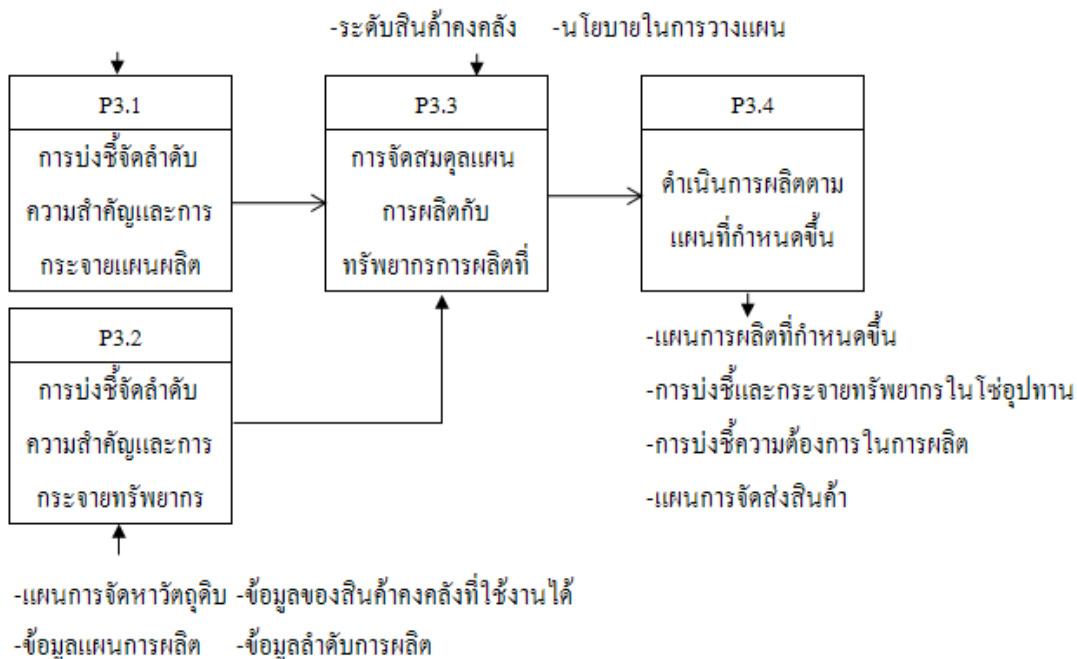 -ระดับสินค้าคงคลัง -นโยบายในการวางแผน
P3.1
การบ่งชี้จัดลำดับ
ความสำคัญและการ
กระจายแผนผลิต
P3.3
การจัดสมดุลแผน
การผลิตกับ
ทรัพยากรการผลิตที่
P3.4
ดำเนินการผลิตตาม
แผนที่กำหนดขึ้น
P3.2
การบ่งชี้จัดลำดับ
ความสำคัญและการ
กระจายทรัพยากร
-แผนการผลิตที่กำหนดขึ้น
-การบ่งชี้และกระจายทรัพยากรในโซ่อุปทาน
-การบ่งชี้ความต้องการในการผลิต
-แผนการจัดส่งสินค้า
-แผนการจัดหาวัตถุดิบ -ข้อมูลของสินค้าคงคลังที่ใช้งานได้
-ข้อมูลแผนการผลิต -ข้อมูลลำดับการผลิต